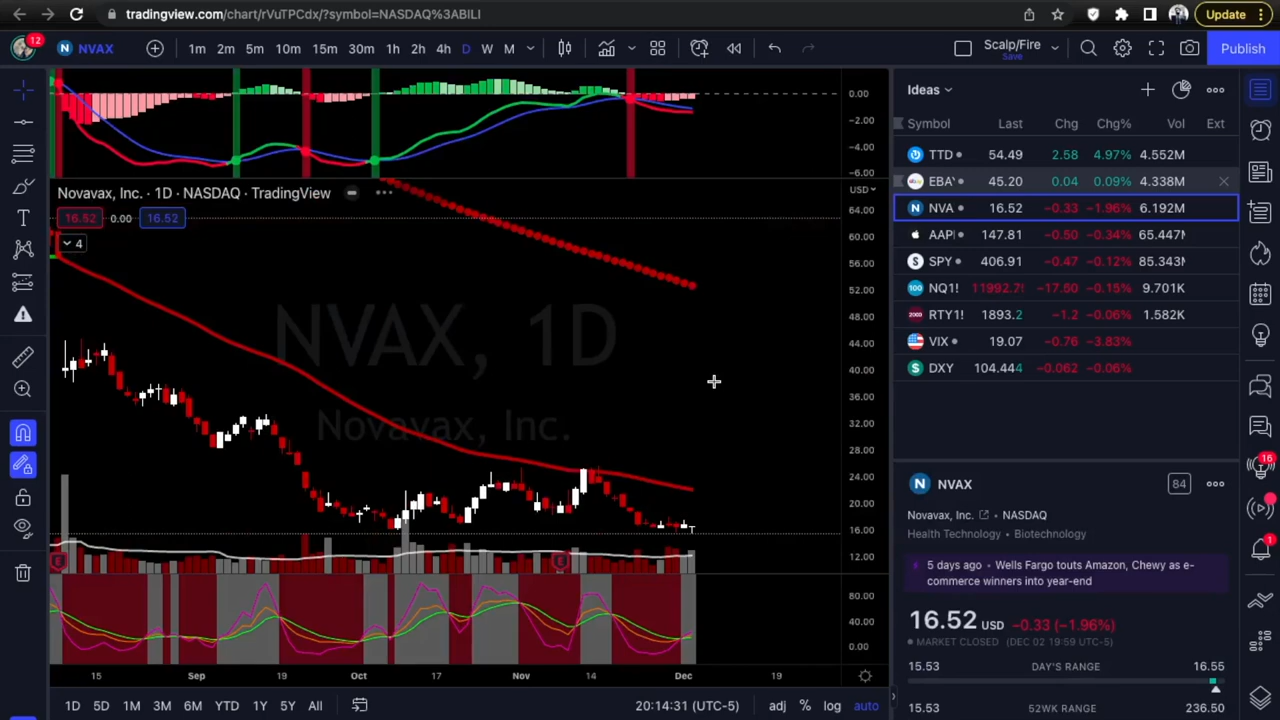 tradingview.com/chart/rVuTPCdx/?symbol=NASDAQ%3ABILI
Update
12
NVAX
1m 2m 5m 10m 15m 30m 1h 2h 4h D W M
Scalp/Fire
Save
Publish
0.00
−2.00
−4.00
−6.00
Novavax, Inc. · 1D · NASDAQ · TradingView
USD
16.52 0.00 16.52
4
64.00
60.00
56.00
52.00
48.00
44.00
40.00
36.00
32.00
28.00
24.00
20.00
16.00
12.00
NVAX, 1D
Novavax, Inc.
E
E
80.00
40.00
0.00
15 Sep 19 Oct 17 Nov 14 Dec 19
1D 5D 1M 3M 6M YTD 1Y 5Y All
20:14:31 (UTC-5)
adj % log auto
Ideas
Symbol Last Chg Chg% Vol Ext
TTD 54.49 2.58 4.97% 4.552M
EBAY 45.20 0.04 0.09% 4.338M
NVA 16.52 −0.33 −1.96% 6.192M
AAP 147.81 −0.50 −0.34% 65.447M
SPY 406.91 −0.47 −0.12% 85.343M
NQ1! 11992.7 −17.50 −0.15% 9.701K
RTY1! 1893.2 −1.2 −0.06% 1.582K
VIX 19.07 −0.76 −3.83%
DXY 104.444 −0.062 −0.06%
NVAX
84
Novavax, Inc. · NASDAQ
Health Technology · Biotechnology
5 days ago · Wells Fargo touts Amazon, Chewy as e-
commerce winners into year-end
16.52 USD −0.33 (−1.96%)
MARKET CLOSED (DEC 02 19:59 UTC-5)
15.53 DAY'S RANGE 16.55
15.53 52WK RANGE 236.50
16
1